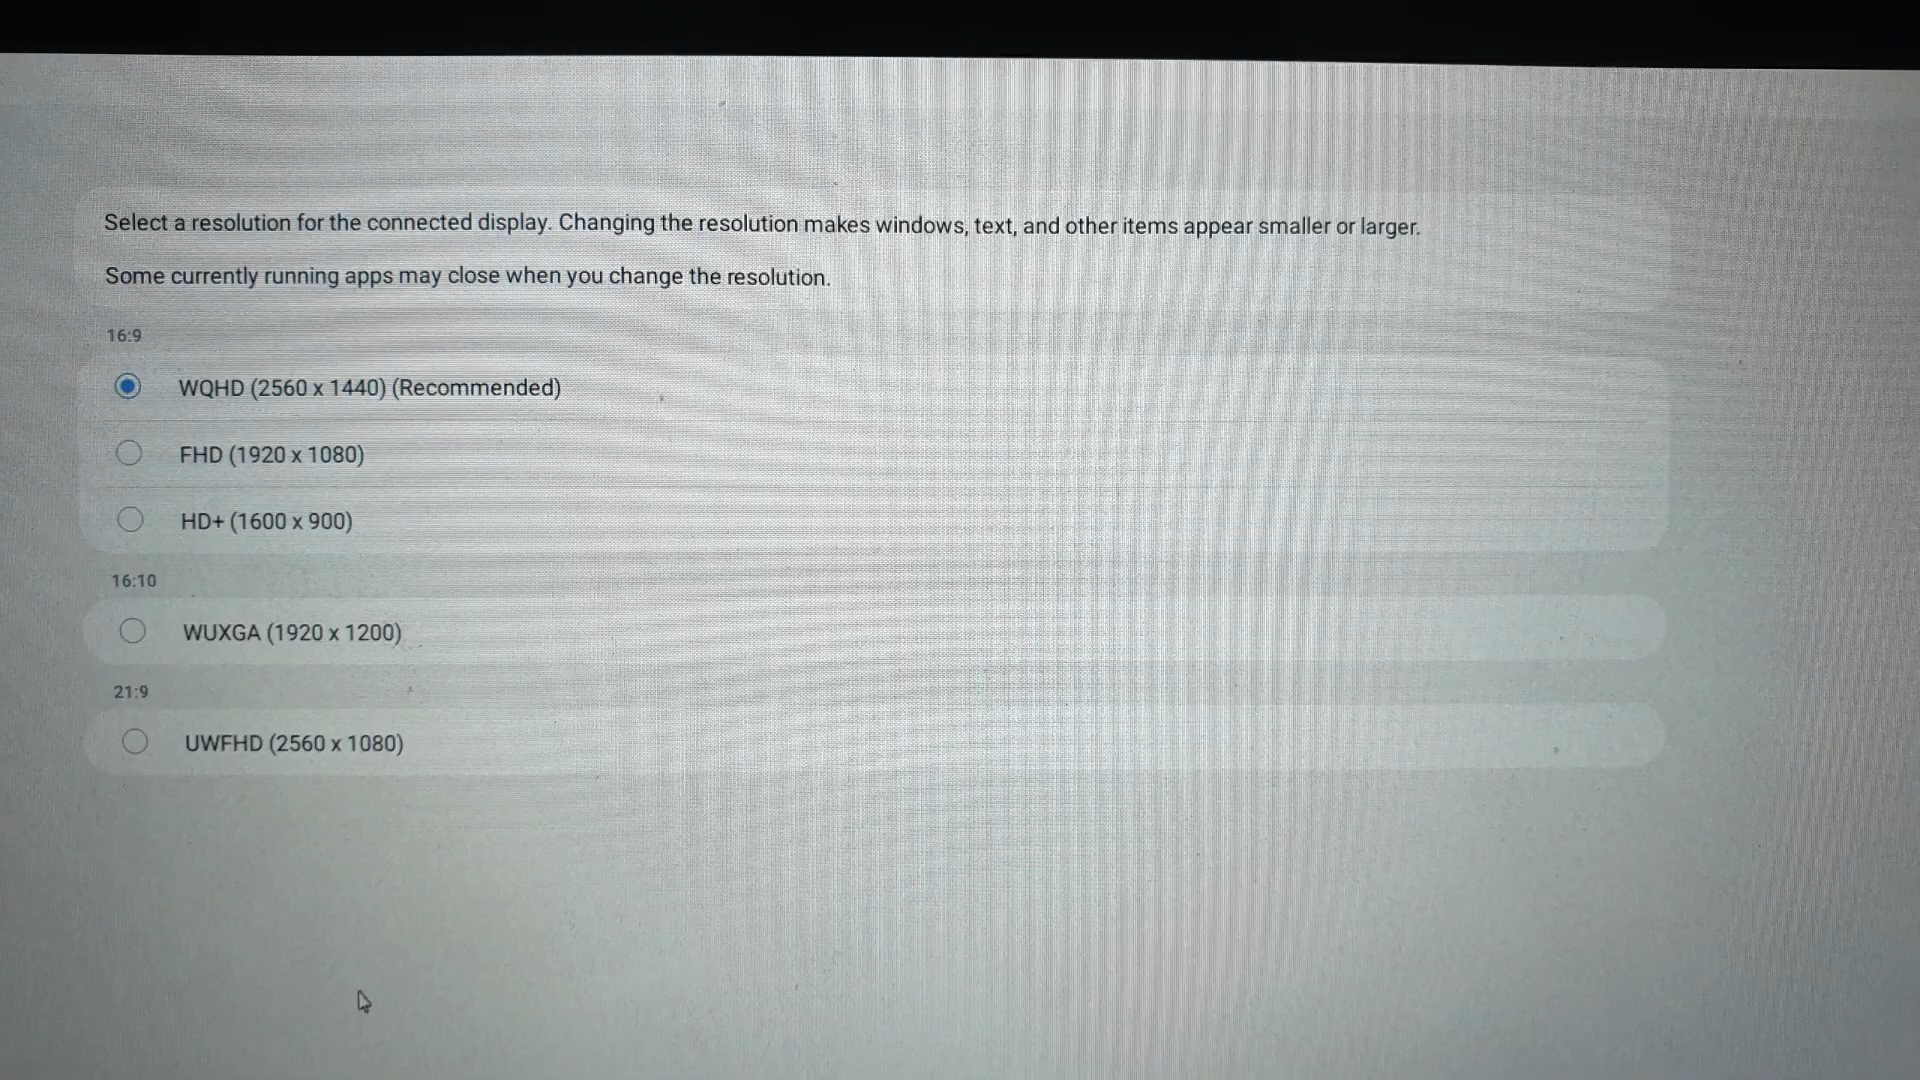 Select a resolution for the connected display. Changing the resolution makes windows, text, and other items appear smaller or larger.
Some currently running apps may close when you change the resolution.
16:9
WQHD (2560 x 1440) (Recommended)
FHD (1920 x 1080)
HD+ (1600 x 900)
16:10
WUXGA (1920 x 1200)
21:9
UWFHD (2560 x 1080)